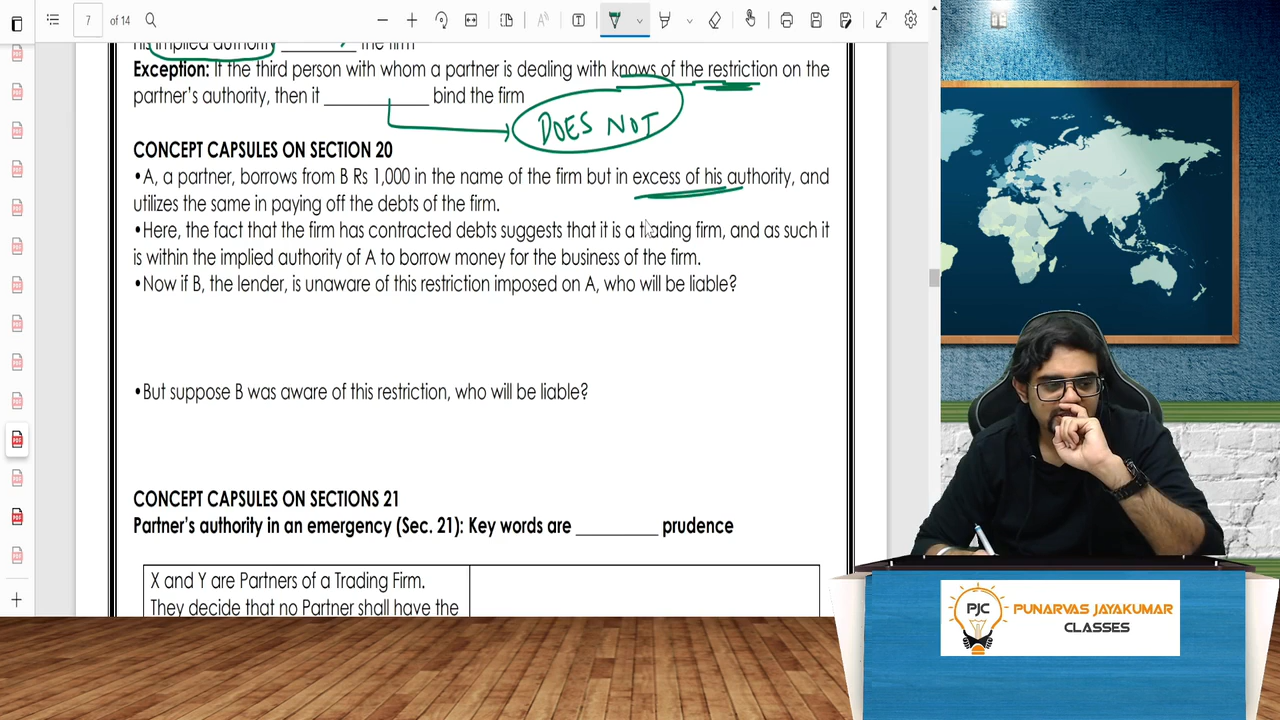 7 of 14
his implied authority __________ the firm
Exception: If the third person with whom a partner is dealing with knows of the restriction on the
partner's authority, then it ______________ bind the firm
DOES NOT
CONCEPT CAPSULES ON SECTION 20
•A, a partner, borrows from B Rs 1,000 in the name of the firm but in excess of his authority, and
utilizes the same in paying off the debts of the firm.
•Here, the fact that the firm has contracted debts suggests that it is a trading firm, and as such it
is within the implied authority of A to borrow money for the business of the firm.
•Now if B, the lender, is unaware of this restriction imposed on A, who will be liable?
•But suppose B was aware of this restriction, who will be liable?
CONCEPT CAPSULES ON SECTIONS 21
Partner's authority in an emergency (Sec. 21): Key words are __________ prudence
X and Y are Partners of a Trading Firm.
They decide that no Partner shall have the
PJC
PUNARVAS JAYAKUMAR
CLASSES